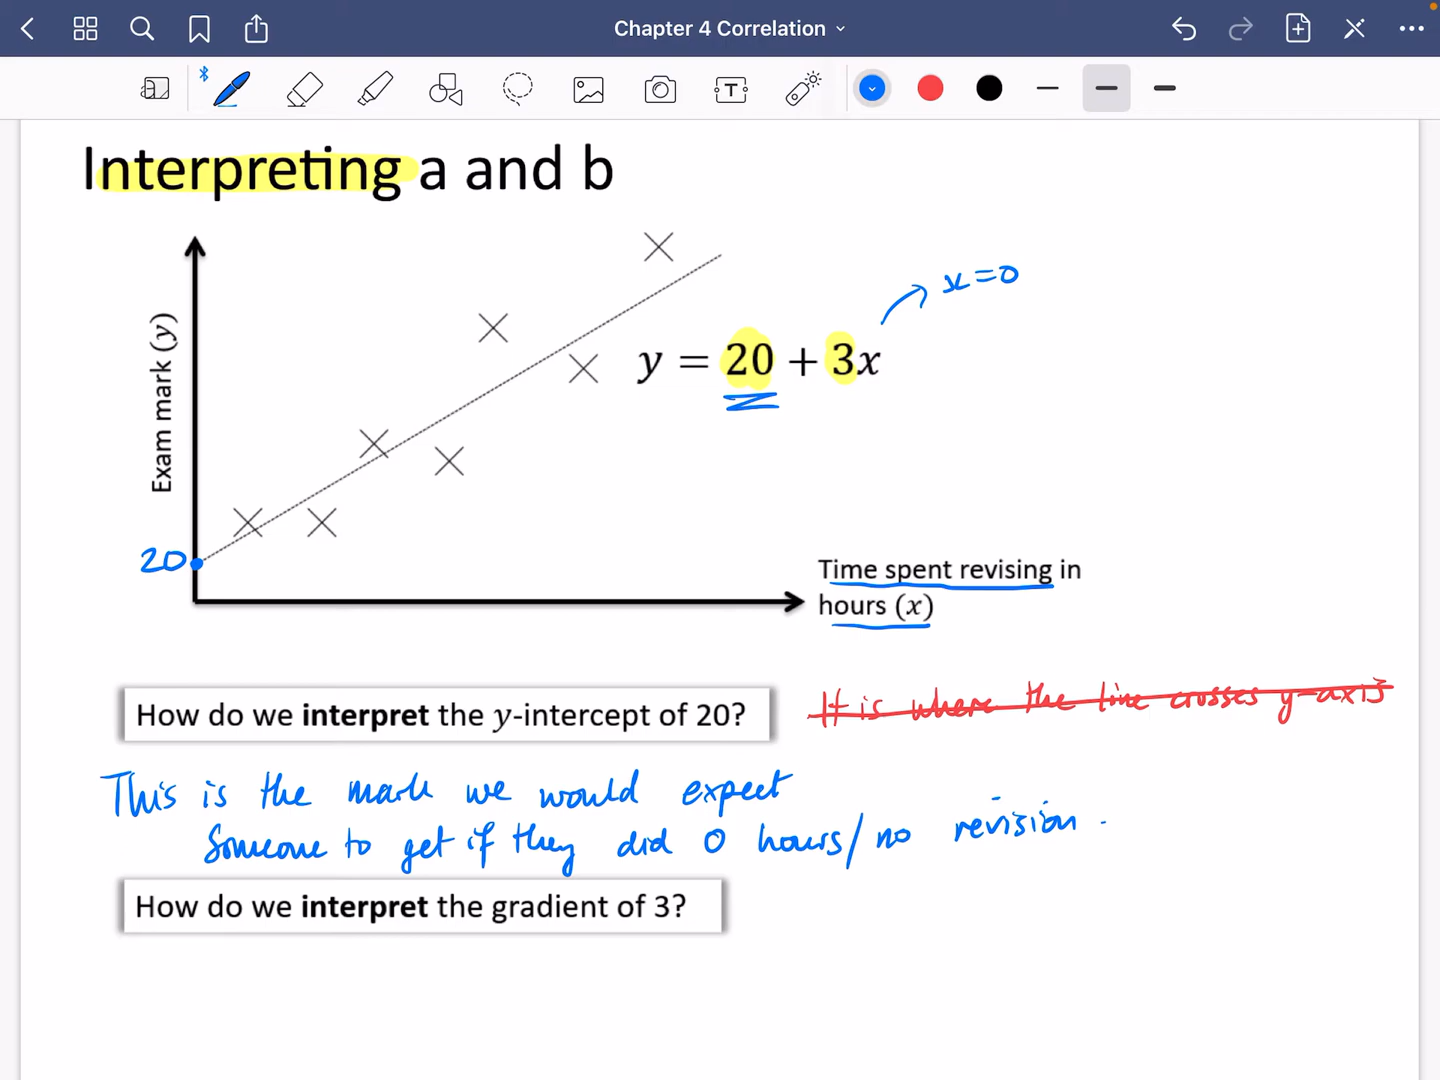 Chapter 4 Correlation
Interpreting a and b
x=0
y = 20 + 3x
Exam mark (y)
20
Time spent revising in
hours (x)
How do we interpret the y-intercept of 20?
It is where the line crosses y-axis
This is the mark we would expect
Someone to get if they did 0 hours/no revision.
How do we interpret the gradient of 3?